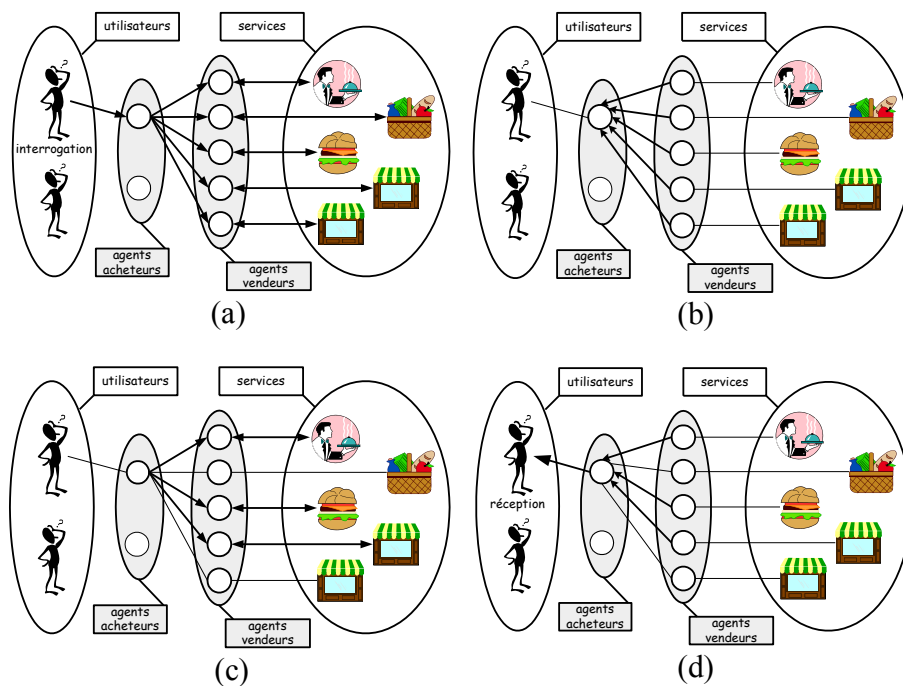 utilisateurs
services
?
?
interrogation
agents
acheteurs
agents
vendeurs
(a)
utilisateurs
services
?
?
agents
acheteurs
agents
vendeurs
(b)
utilisateurs
services
?
?
agents
acheteurs
agents
vendeurs
(c)
utilisateurs
services
?
?
réception
agents
acheteurs
agents
vendeurs
(d)